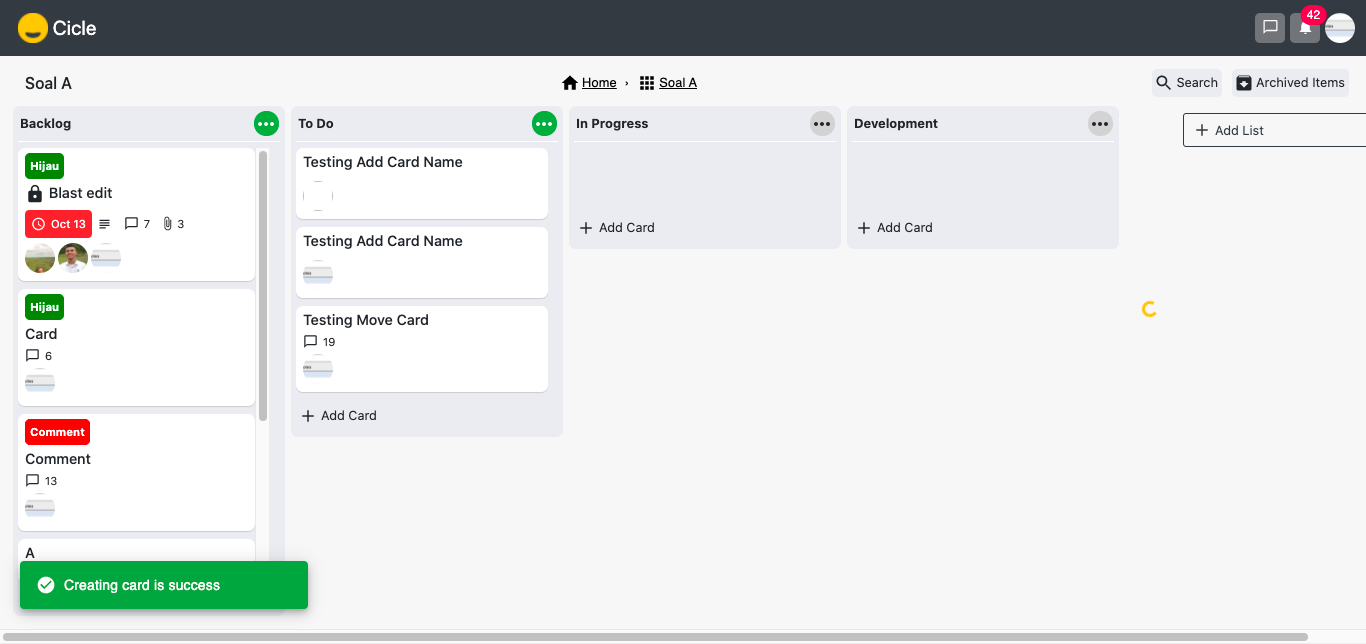 Cicle
42
Soal A
Home › Soal A
Search
Archived Items
Backlog
Hijau
Blast edit
Oct 13
7
3
Hijau
Card
6
Comment
Comment
13
A
To Do
Testing Add Card Name
Testing Add Card Name
Testing Move Card
19
Add Card
In Progress
Add Card
Development
Add Card
Add List
Creating card is success